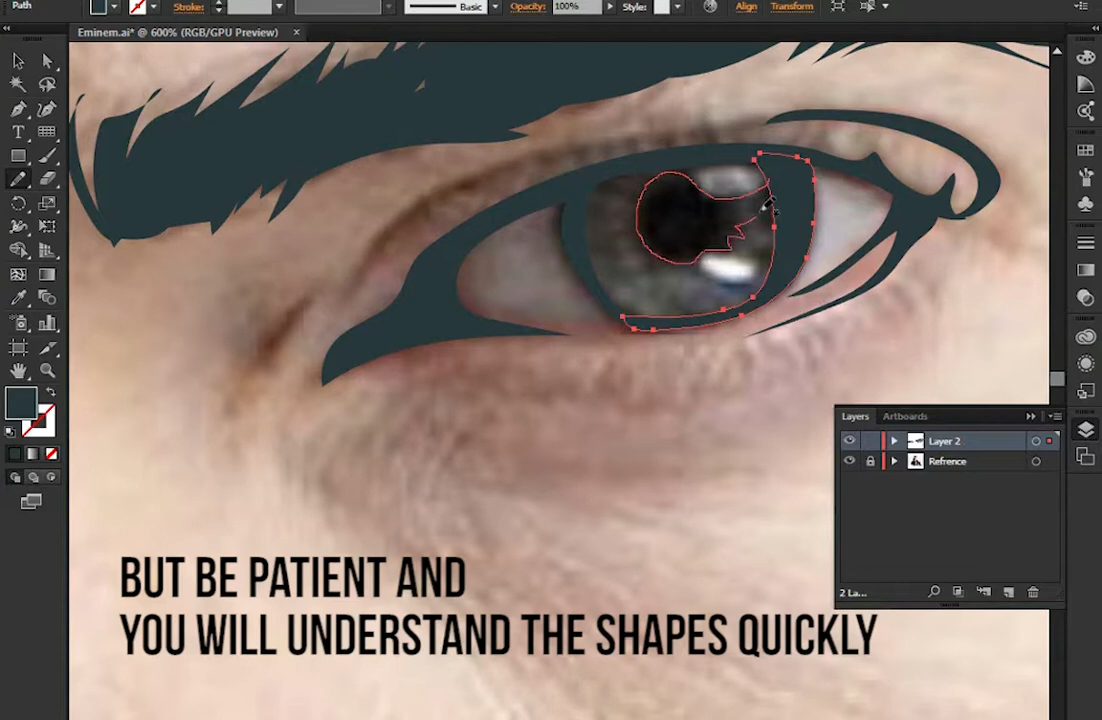 Path
Stroke:
Basic
Opacity: 100%
Style:
Align
Transform
Eminem.ai* @ 600% (RGB/GPU Preview) ×
Layers
Artboards
Layer 2
Refrence
2 La...
BUT BE PATIENT AND
YOU WILL UNDERSTAND THE SHAPES QUICKLY